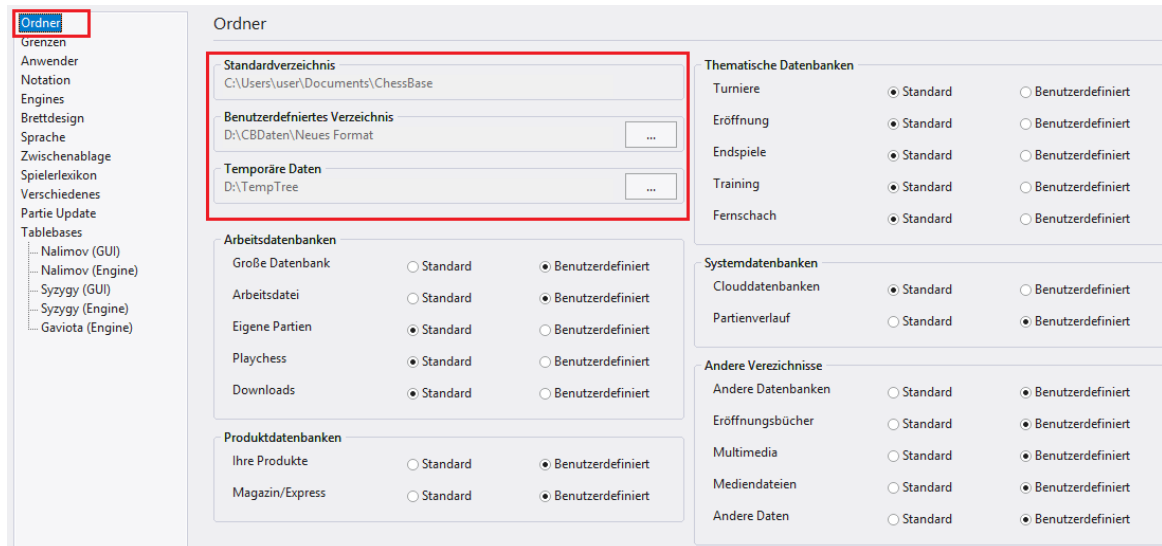 Ordner
Grenzen
Anwender
Notation
Engines
Brettdesign
Sprache
Zwischenablage
Spielerlexikon
Verschiedenes
Partie Update
Tablebases
Nalimov (GUI)
Nalimov (Engine)
Syzygy (GUI)
Syzygy (Engine)
Gaviota (Engine)
Ordner
Standardverzeichnis
C:\Users\user\Documents\ChessBase
Benutzerdefniertes Verzeichnis
D:\CBDaten\Neues Format
...
Temporäre Daten
D:\TempTree
...
Arbeitsdatenbanken
Große Datenbank Standard Benutzerdefiniert
Arbeitsdatei Standard Benutzerdefiniert
Eigene Partien Standard Benutzerdefiniert
Playchess Standard Benutzerdefiniert
Downloads Standard Benutzerdefiniert
Produktdatenbanken
Ihre Produkte Standard Benutzerdefiniert
Magazin/Express Standard Benutzerdefiniert
Thematische Datenbanken
Turniere Standard Benutzerdefiniert
Eröffnung Standard Benutzerdefiniert
Endspiele Standard Benutzerdefiniert
Training Standard Benutzerdefiniert
Fernschach Standard Benutzerdefiniert
Systemdatenbanken
Clouddatenbanken Standard Benutzerdefiniert
Partienverlauf Standard Benutzerdefiniert
Andere Verezichnisse
Andere Datenbanken Standard Benutzerdefiniert
Eröffnungsbücher Standard Benutzerdefiniert
Multimedia Standard Benutzerdefiniert
Mediendateien Standard Benutzerdefiniert
Andere Daten Standard Benutzerdefiniert